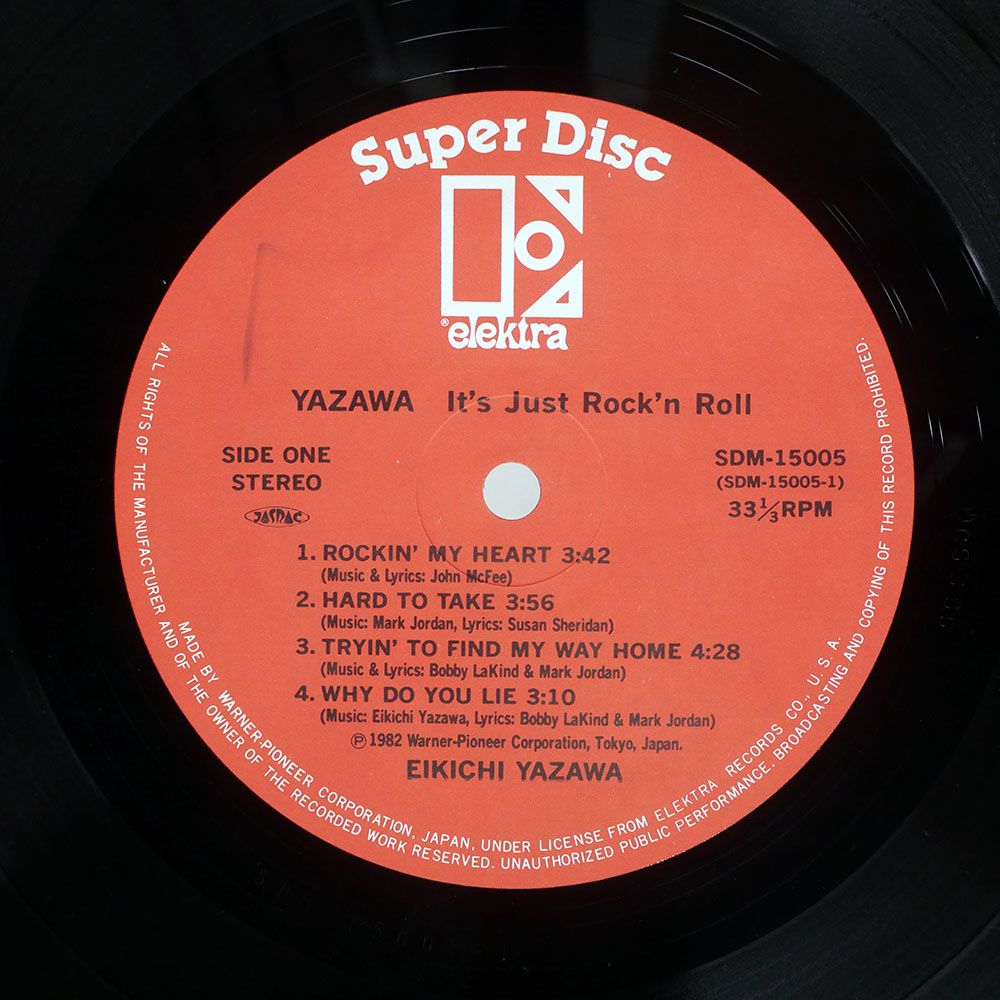 Super Disc
® elektra
YAZAWA It's Just Rock'n Roll
SIDE ONE
STEREO
JASRAC
SDM-15005
(SDM-15005-1)
33 1/3 RPM
1. ROCKIN' MY HEART 3:42
(Music & Lyrics: John McFee)
2. HARD TO TAKE 3:56
(Music: Mark Jordan, Lyrics: Susan Sheridan)
3. TRYIN' TO FIND MY WAY HOME 4:28
(Music & Lyrics: Bobby LaKind & Mark Jordan)
4. WHY DO YOU LIE 3:10
(Music: Eikichi Yazawa, Lyrics: Bobby LaKind & Mark Jordan)
℗ 1982 Warner-Pioneer Corporation, Tokyo, Japan.
EIKICHI YAZAWA
MADE BY WARNER-PIONEER CORPORATION, JAPAN, UNDER LICENSE FROM ELEKTRA RECORDS CO., U. S. A.
ALL RIGHTS OF THE MANUFACTURER AND OF THE OWNER OF THE RECORDED WORK RESERVED. UNAUTHORIZED PUBLIC PERFORMANCE. BROADCASTING AND COPYING OF THIS RECORD PROHIBITED.